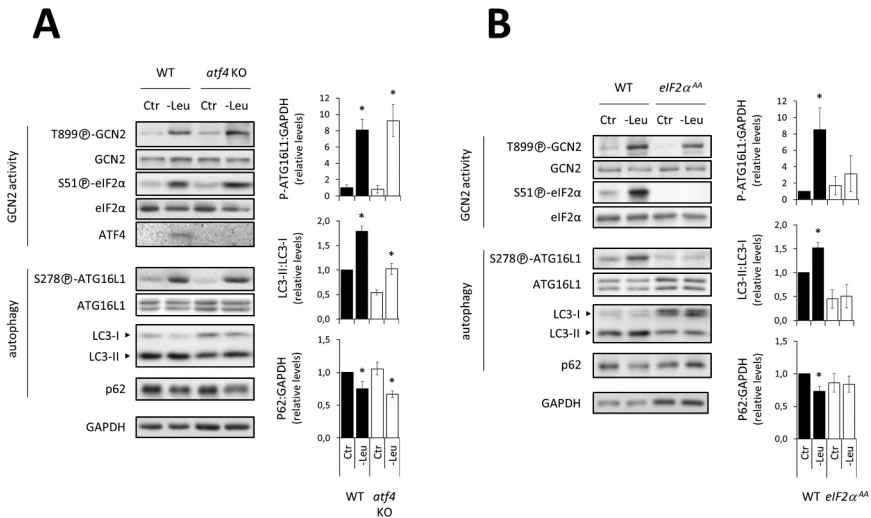 A
WT
atf4 KO
Ctr -Leu Ctr -Leu
GCN2 activity
T899Ⓟ-GCN2
GCN2
S51Ⓟ-eIF2α
eIF2α
ATF4
autophagy
S278Ⓟ-ATG16L1
ATG16L1
LC3-I
LC3-II
p62
GAPDH
P-ATG16L1:GAPDH
(relative levels)
12
10
8
6
4
2
0
*
*
LC3-II:LC3-I
(relative levels)
2,0
1,5
1,0
0,5
0,0
*
*
P62:GAPDH
(relative levels)
1,5
1,0
0,5
0,0
*
*
Ctr -Leu Ctr -Leu
WT atf4
KO
B
WT
eIF2αAA
Ctr -Leu Ctr -Leu
GCN2 activity
T899Ⓟ-GCN2
GCN2
S51Ⓟ-eIF2α
eIF2α
autophagy
S278Ⓟ-ATG16L1
ATG16L1
LC3-I
LC3-II
p62
GAPDH
P-ATG16L1:GAPDH
(relative levels)
12
10
8
6
4
2
0
*
LC3-II:LC3-I
(relative levels)
2,0
1,5
1,0
0,5
0,0
*
P62:GAPDH
(relative levels)
1,5
1,0
0,5
0,0
*
Ctr -Leu Ctr -Leu
WT eIF2αAA